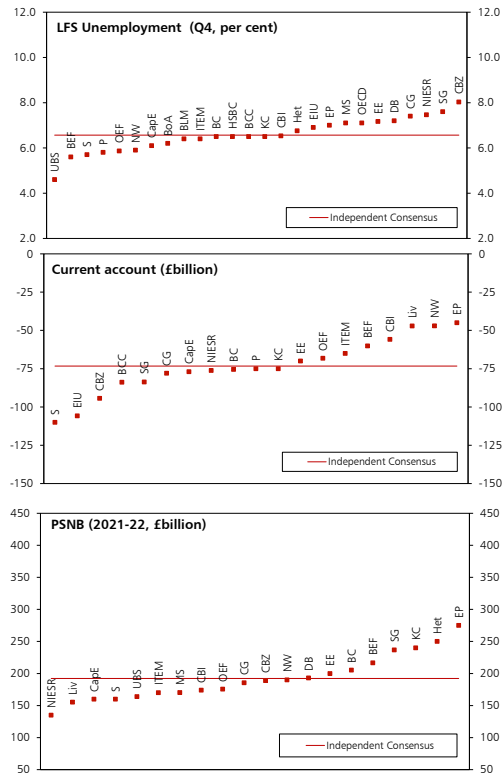 LFS Unemployment (Q4, per cent)
12.0 12.0
10.0 10.0
8.0 8.0
6.0 6.0
4.0 4.0
2.0 2.0
UBS BEF S P OEF NW CapE BoA BLM ITEM BC HSBC BCC KC CBI Het EIU EP MS OECD EE DB CG NIESR SG CBZ
Independent Consensus
Current account (£billion)
0 0
-25 -25
-50 -50
-75 -75
-100 -100
-125 -125
-150 -150
S EIU CBZ BCC SG CG CapE NIESR BC P KC EE OEF ITEM BEF CBI Liv NW EP
Independent Consensus
PSNB (2021-22, £billion)
450 450
400 400
350 350
300 300
250 250
200 200
150 150
100 100
50 50
NIESR Liv CapE S UBS ITEM MS CBI OEF CG CBZ NW DB EE BC BEF SG KC Het EP
Independent Consensus